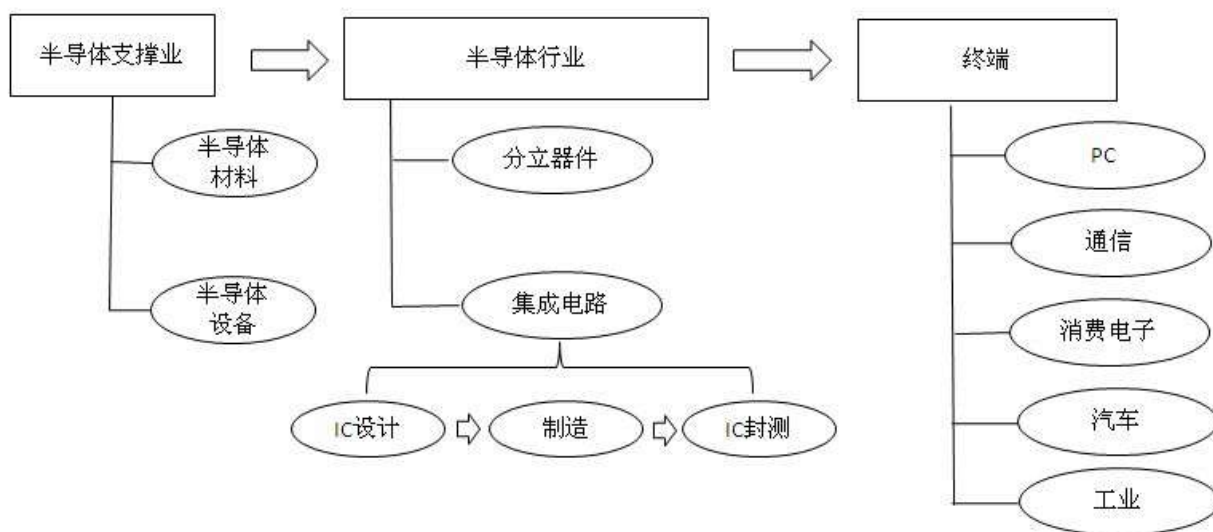 半导体支撑业
半导体行业
终端
半导体
材料
分立器件
PC
通信
半导体
设备
集成电路
消费电子
IC设计
制造
IC封测
汽车
工业